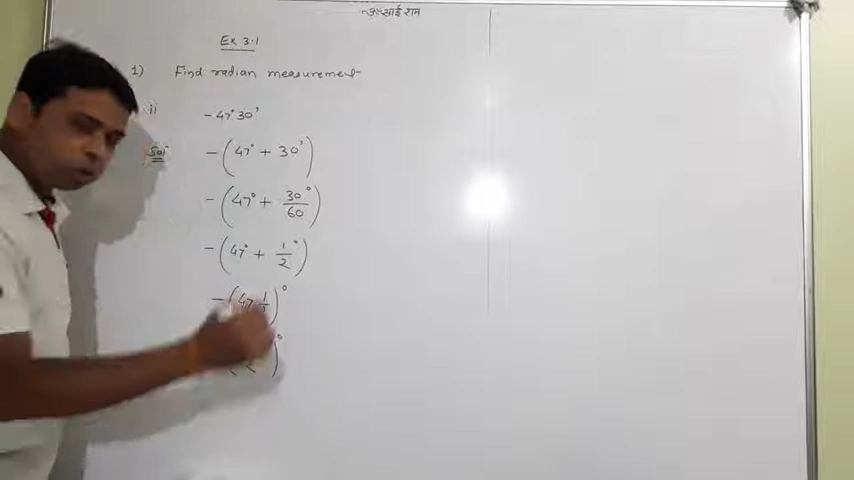 ॐ साईं राम
Ex 3.1
1) Find radian measurement
ii -47°30'
Sol -(47° + 30')
-(47° + 30/60°)
-(47° + 1/2°)
-(47 1/2)°